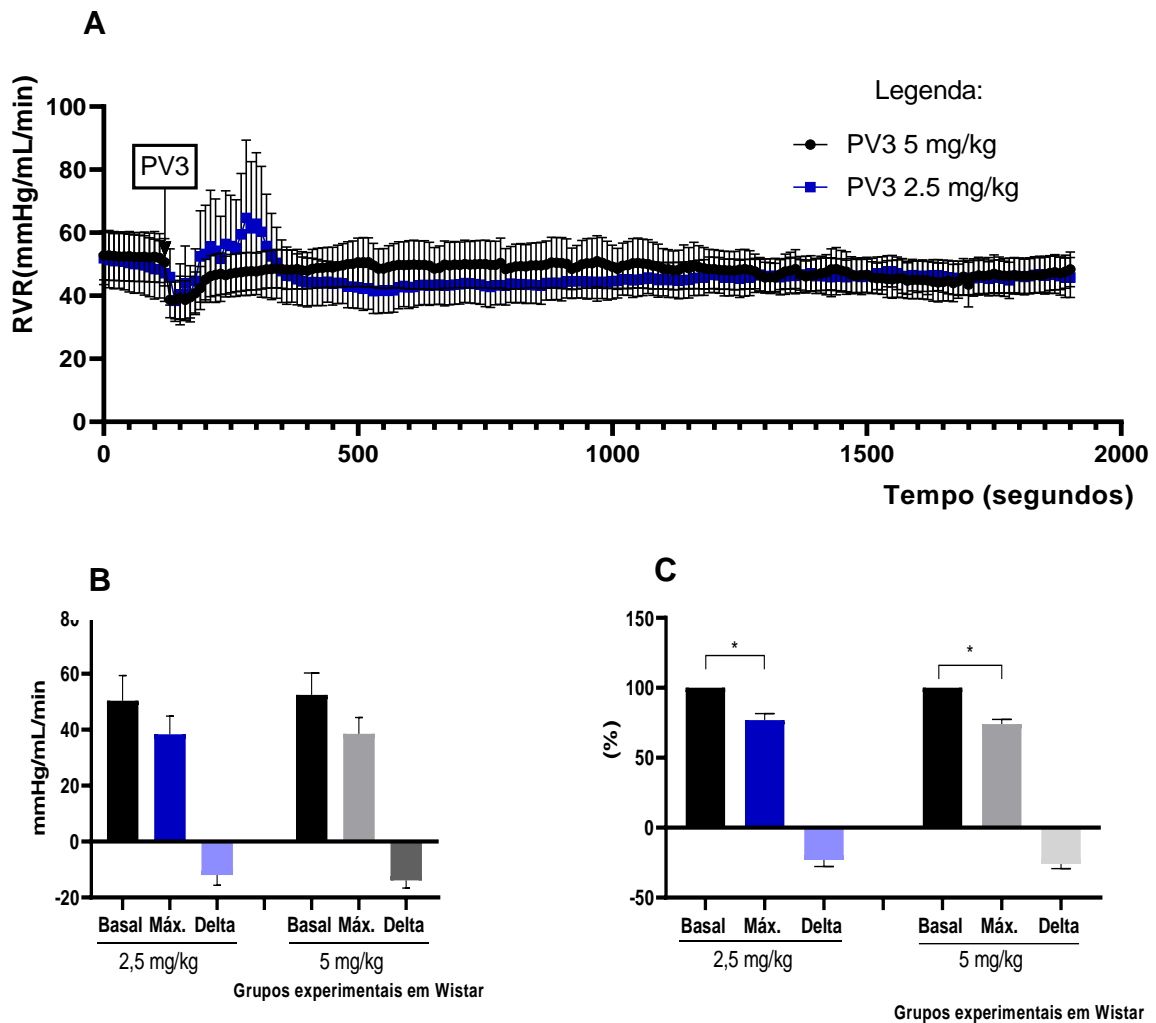 A
RVR(mmHg/mL/min)
100
80
60
40
20
0
PV3
Legenda:
PV3 5 mg/kg
PV3 2.5 mg/kg
0 500 1000 1500 2000
Tempo (segundos)
B
mmHg/mL/min
80
60
40
20
0
-20
Basal Máx. Delta Basal Máx. Delta
2,5 mg/kg 5 mg/kg
Grupos experimentais em Wistar
C
(%)
150
100
50
0
-50
* *
Basal Máx. Delta Basal Máx. Delta
2,5 mg/kg 5 mg/kg
Grupos experimentais em Wistar